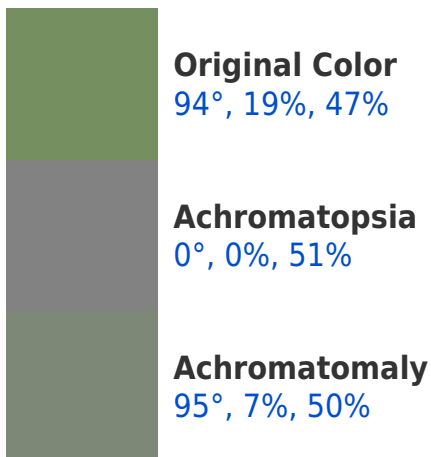 Original Color
94°, 19%, 47%
Achromatopsia
0°, 0%, 51%
Achromatomaly
95°, 7%, 50%